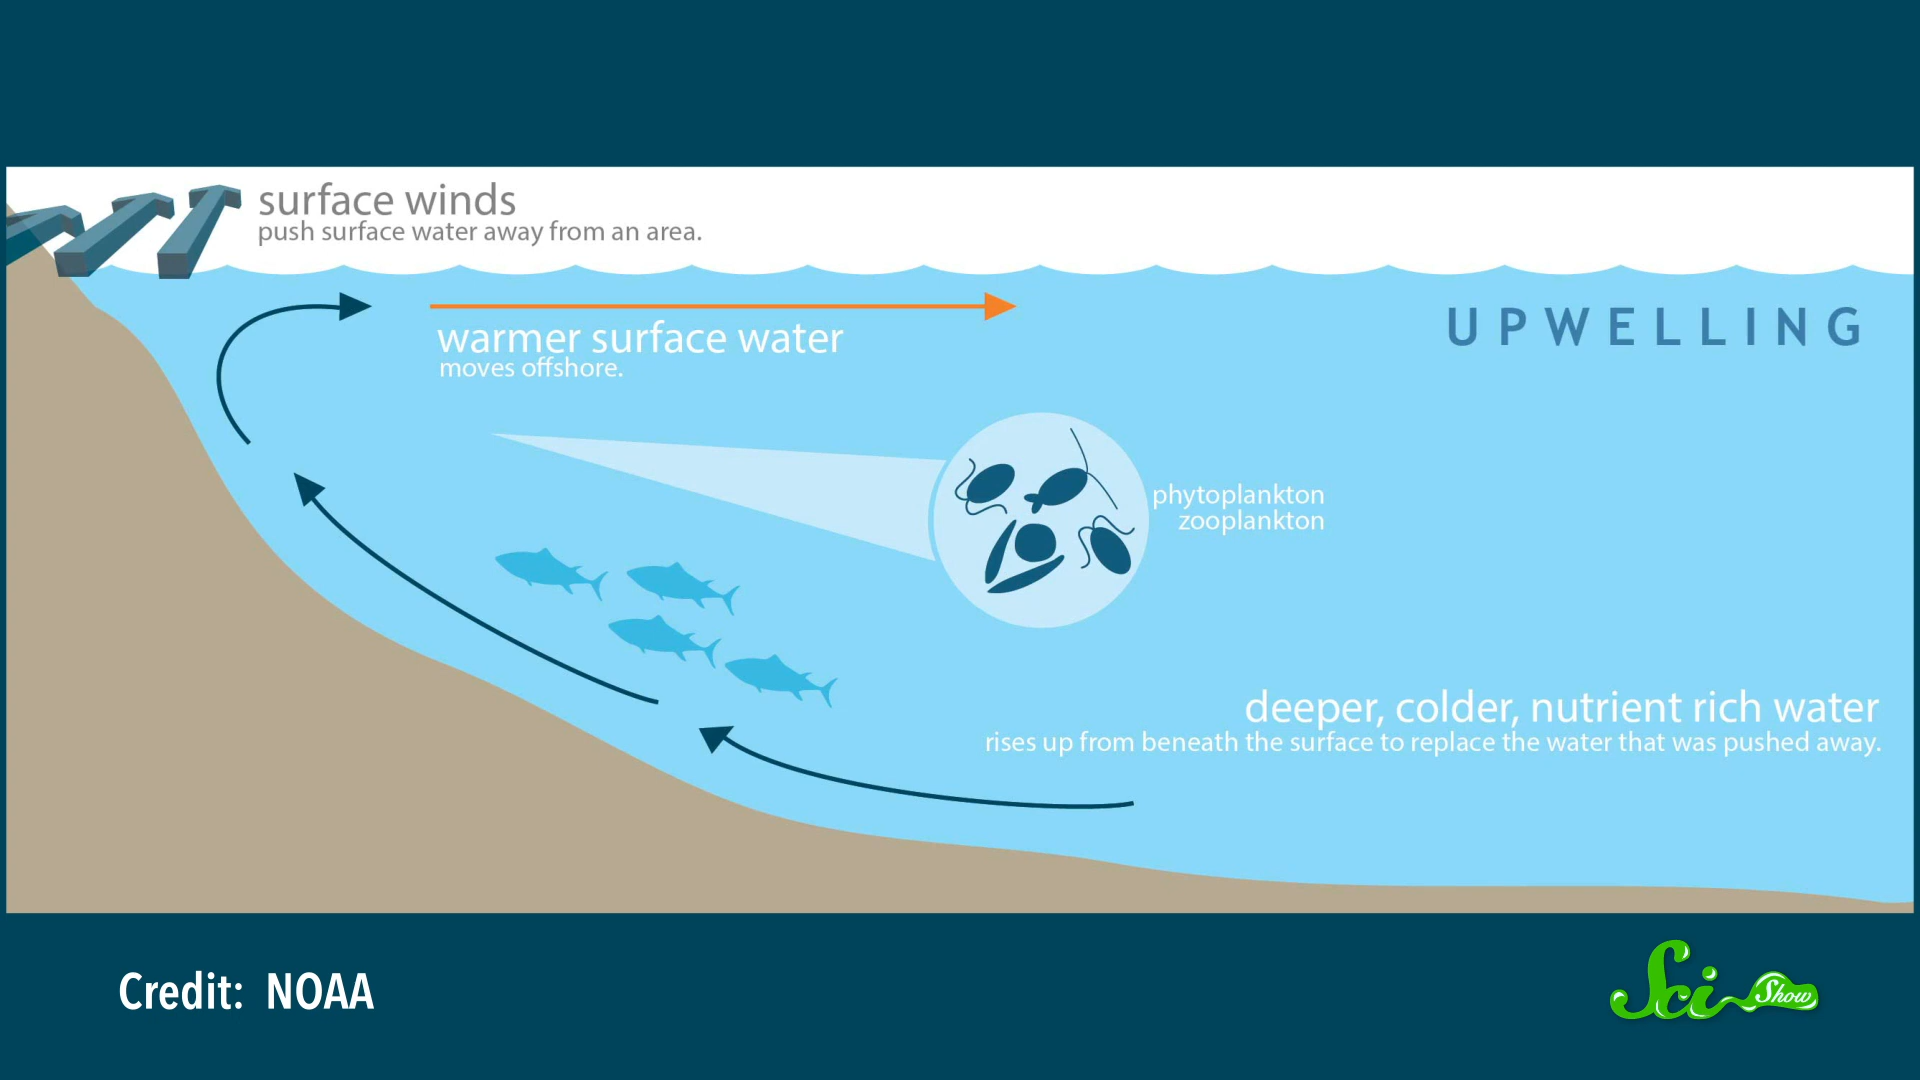 surface winds
push surface water away from an area.
UPWELLING
warmer surface water
moves offshore.
phytoplankton
zooplankton
deeper, colder, nutrient rich water
rises up from beneath the surface to replace the water that was pushed away.
Credit: NOAA
Sci Show